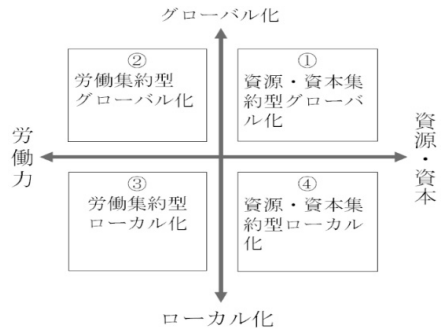 グローバル化
②
労働集約型
グローバル化
①
資源・資本集
約型グローバ
ル化
労働力
資源・資本
③
労働集約型
ローカル化
④
資源・資本集
約型ローカル
化
ローカル化